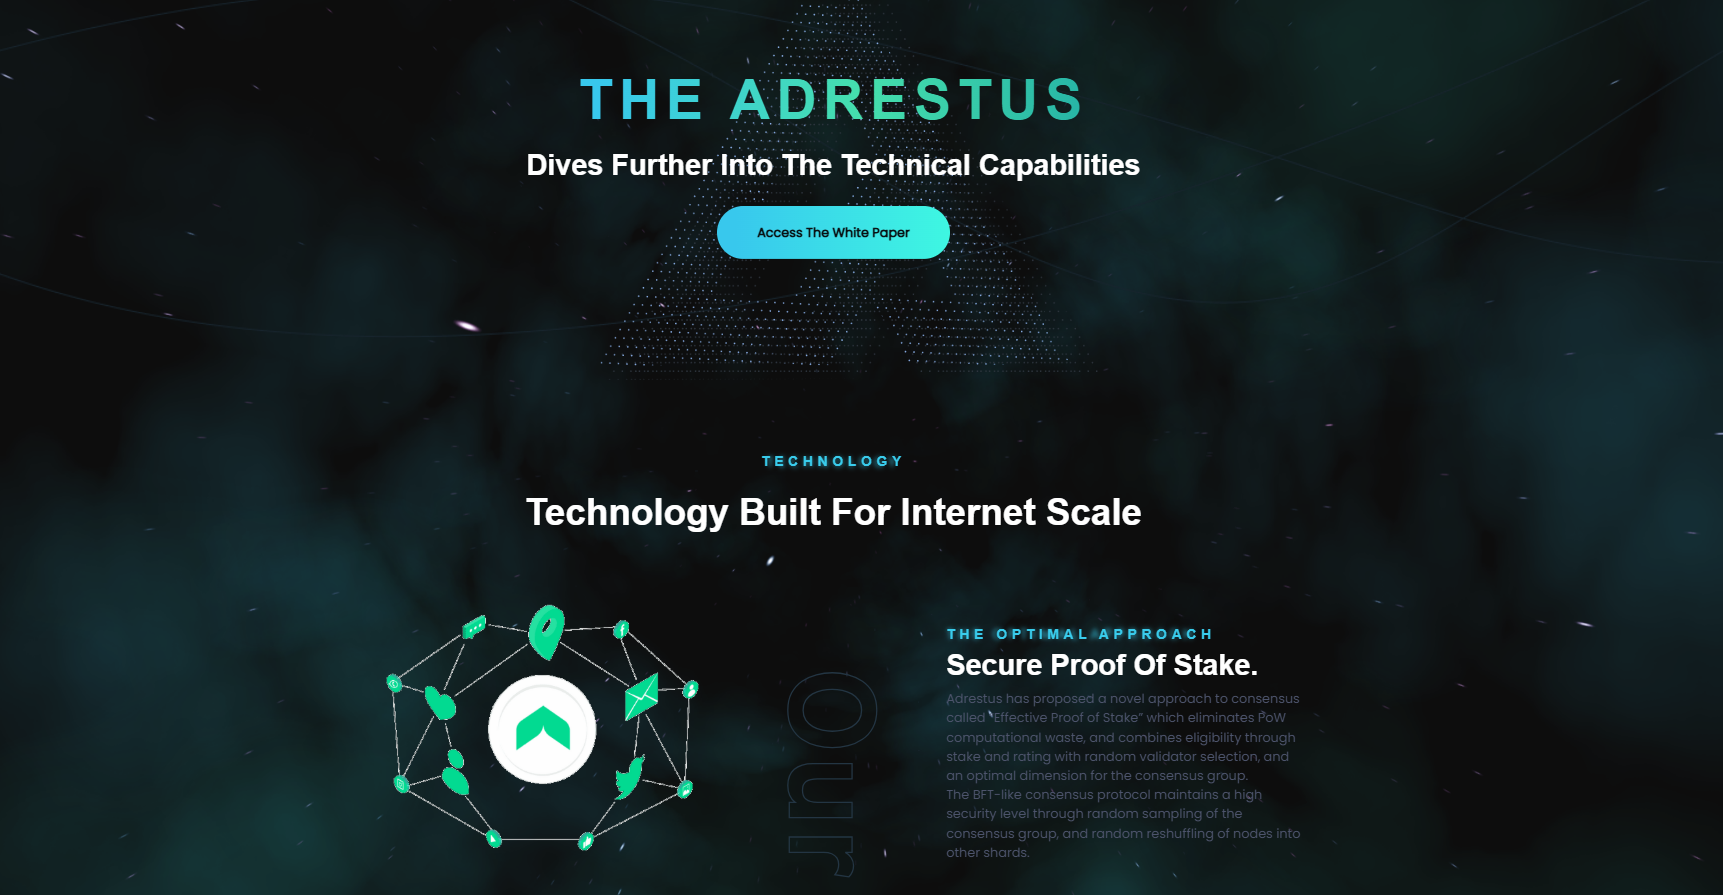 THE ADRESTUS
Dives Further Into The Technical Capabilities
Access The White Paper
TECHNOLOGY
Technology Built For Internet Scale
Our
THE OPTIMAL APPROACH
Secure Proof Of Stake.
Adrestus has proposed a novel approach to consensus
called “Effective Proof of Stake” which eliminates PoW
computational waste, and combines eligibility through
stake and rating with random validator selection, and
an optimal dimension for the consensus group.
The BFT-like consensus protocol maintains a high
security level through random sampling of the
consensus group, and random reshuffling of nodes into
other shards.